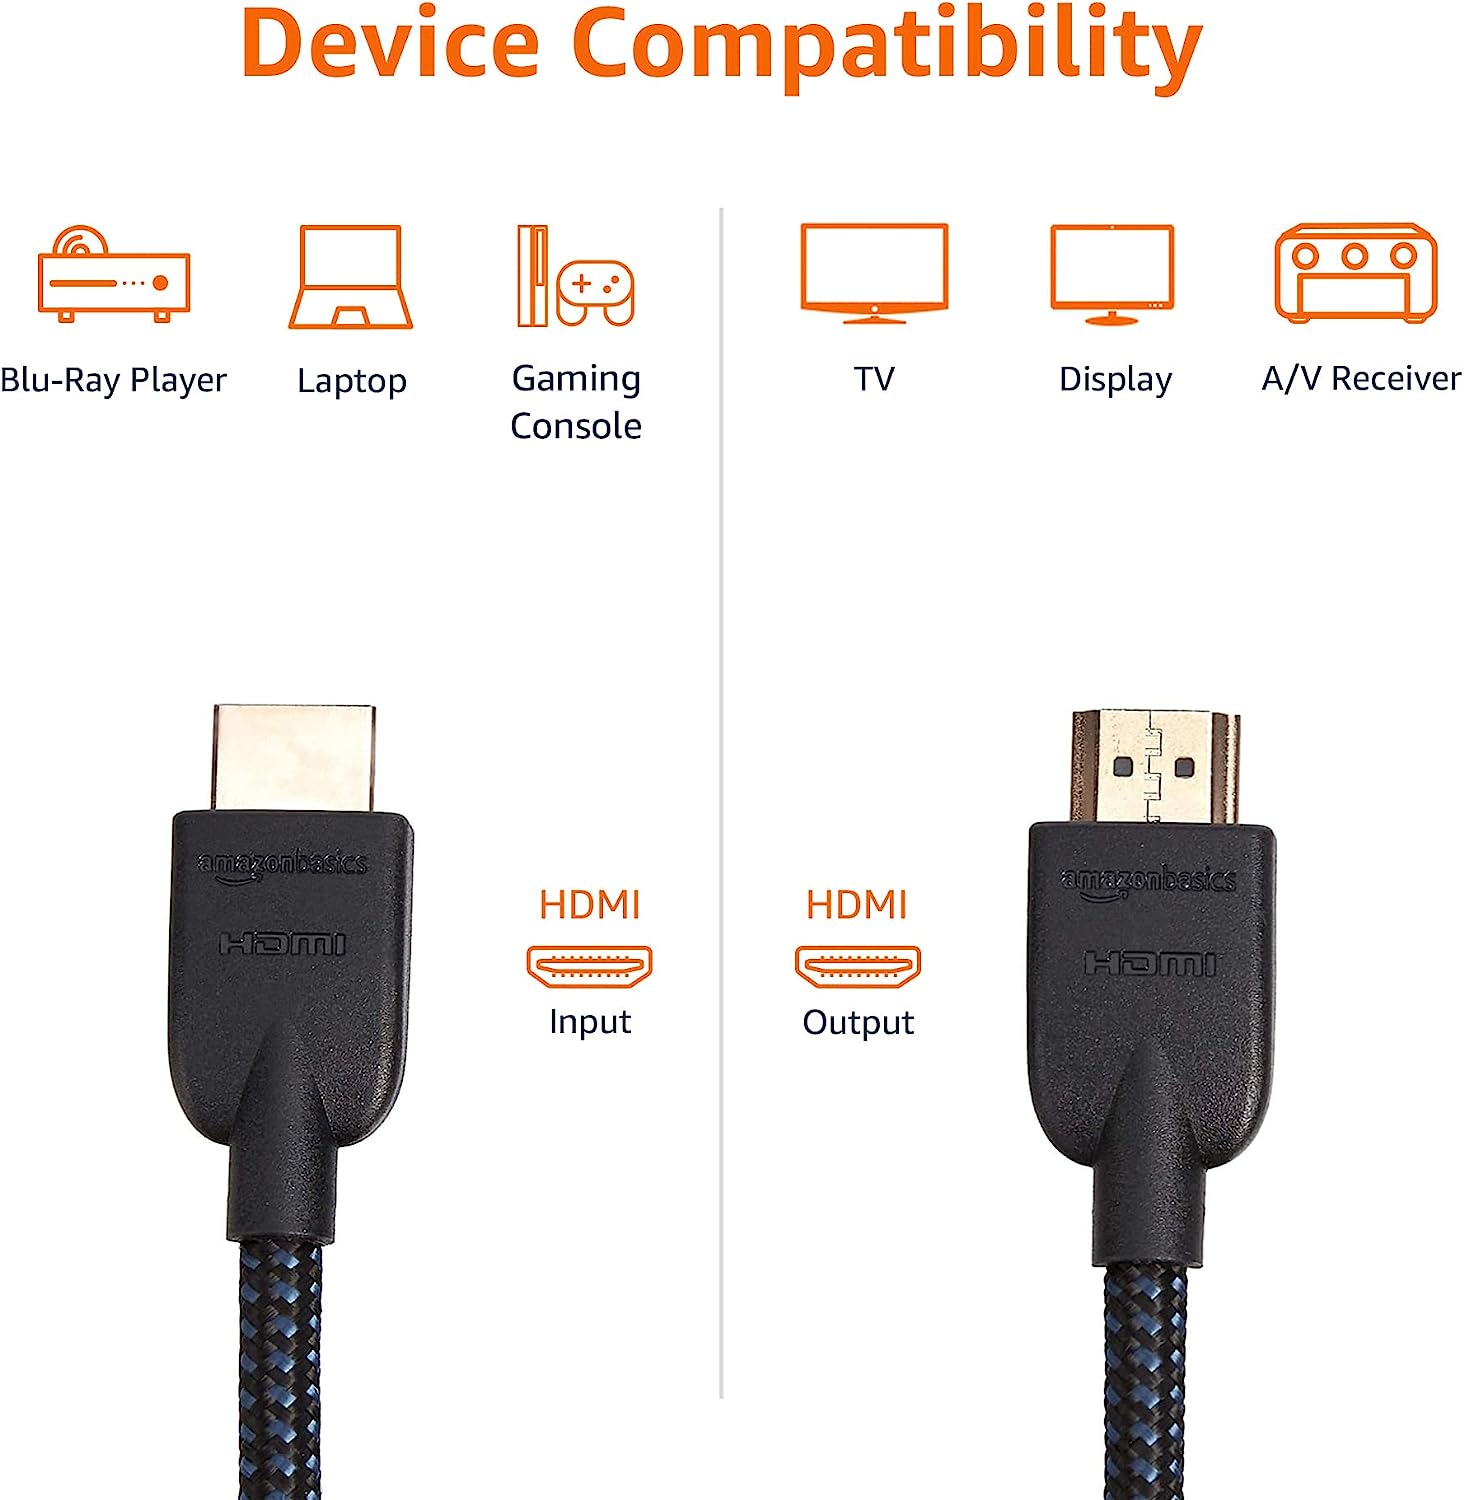 Device Compatibility
Blu-Ray Player
Laptop
Gaming
Console
TV
Display
A/V Receiver
amazonbasics
HDMI
HDMI
Input
HDMI
Output
amazonbasics
HDMI